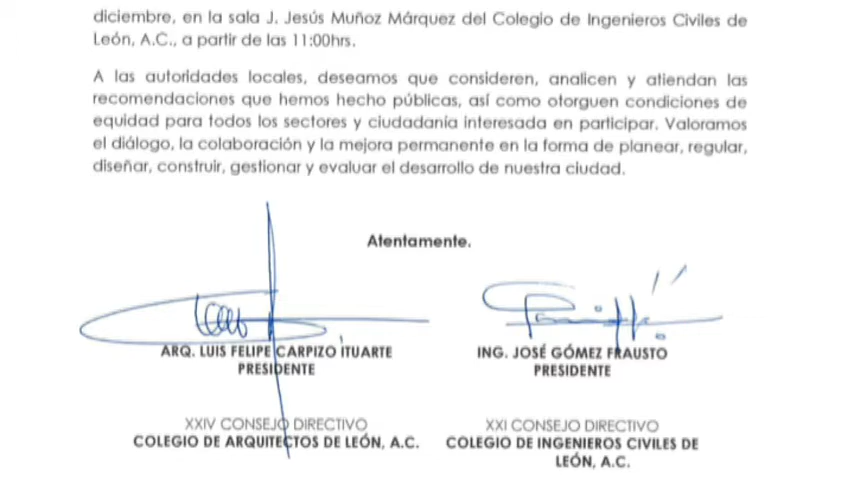 diciembre, en la sala J. Jesús Muñoz Márquez del Colegio de Ingenieros Civiles de
León, A.C., a partir de las 11:00hrs.
A las autoridades locales, deseamos que consideren, analicen y atiendan las
recomendaciones que hemos hecho públicas, así como otorguen condiciones de
equidad para todos los sectores y ciudadanía interesada en participar. Valoramos
el diálogo, la colaboración y la mejora permanente en la forma de planear, regular,
diseñar, construir, gestionar y evaluar el desarrollo de nuestra ciudad.
Atentamente.
ARQ. LUIS FELIPE CARPIZO ITUARTE
PRESIDENTE
XXIV CONSEJO DIRECTIVO
COLEGIO DE ARQUITECTOS DE LEÓN, A.C.
ING. JOSÉ GÓMEZ FRAUSTO
PRESIDENTE
XXI CONSEJO DIRECTIVO
COLEGIO DE INGENIEROS CIVILES DE
LEÓN, A.C.